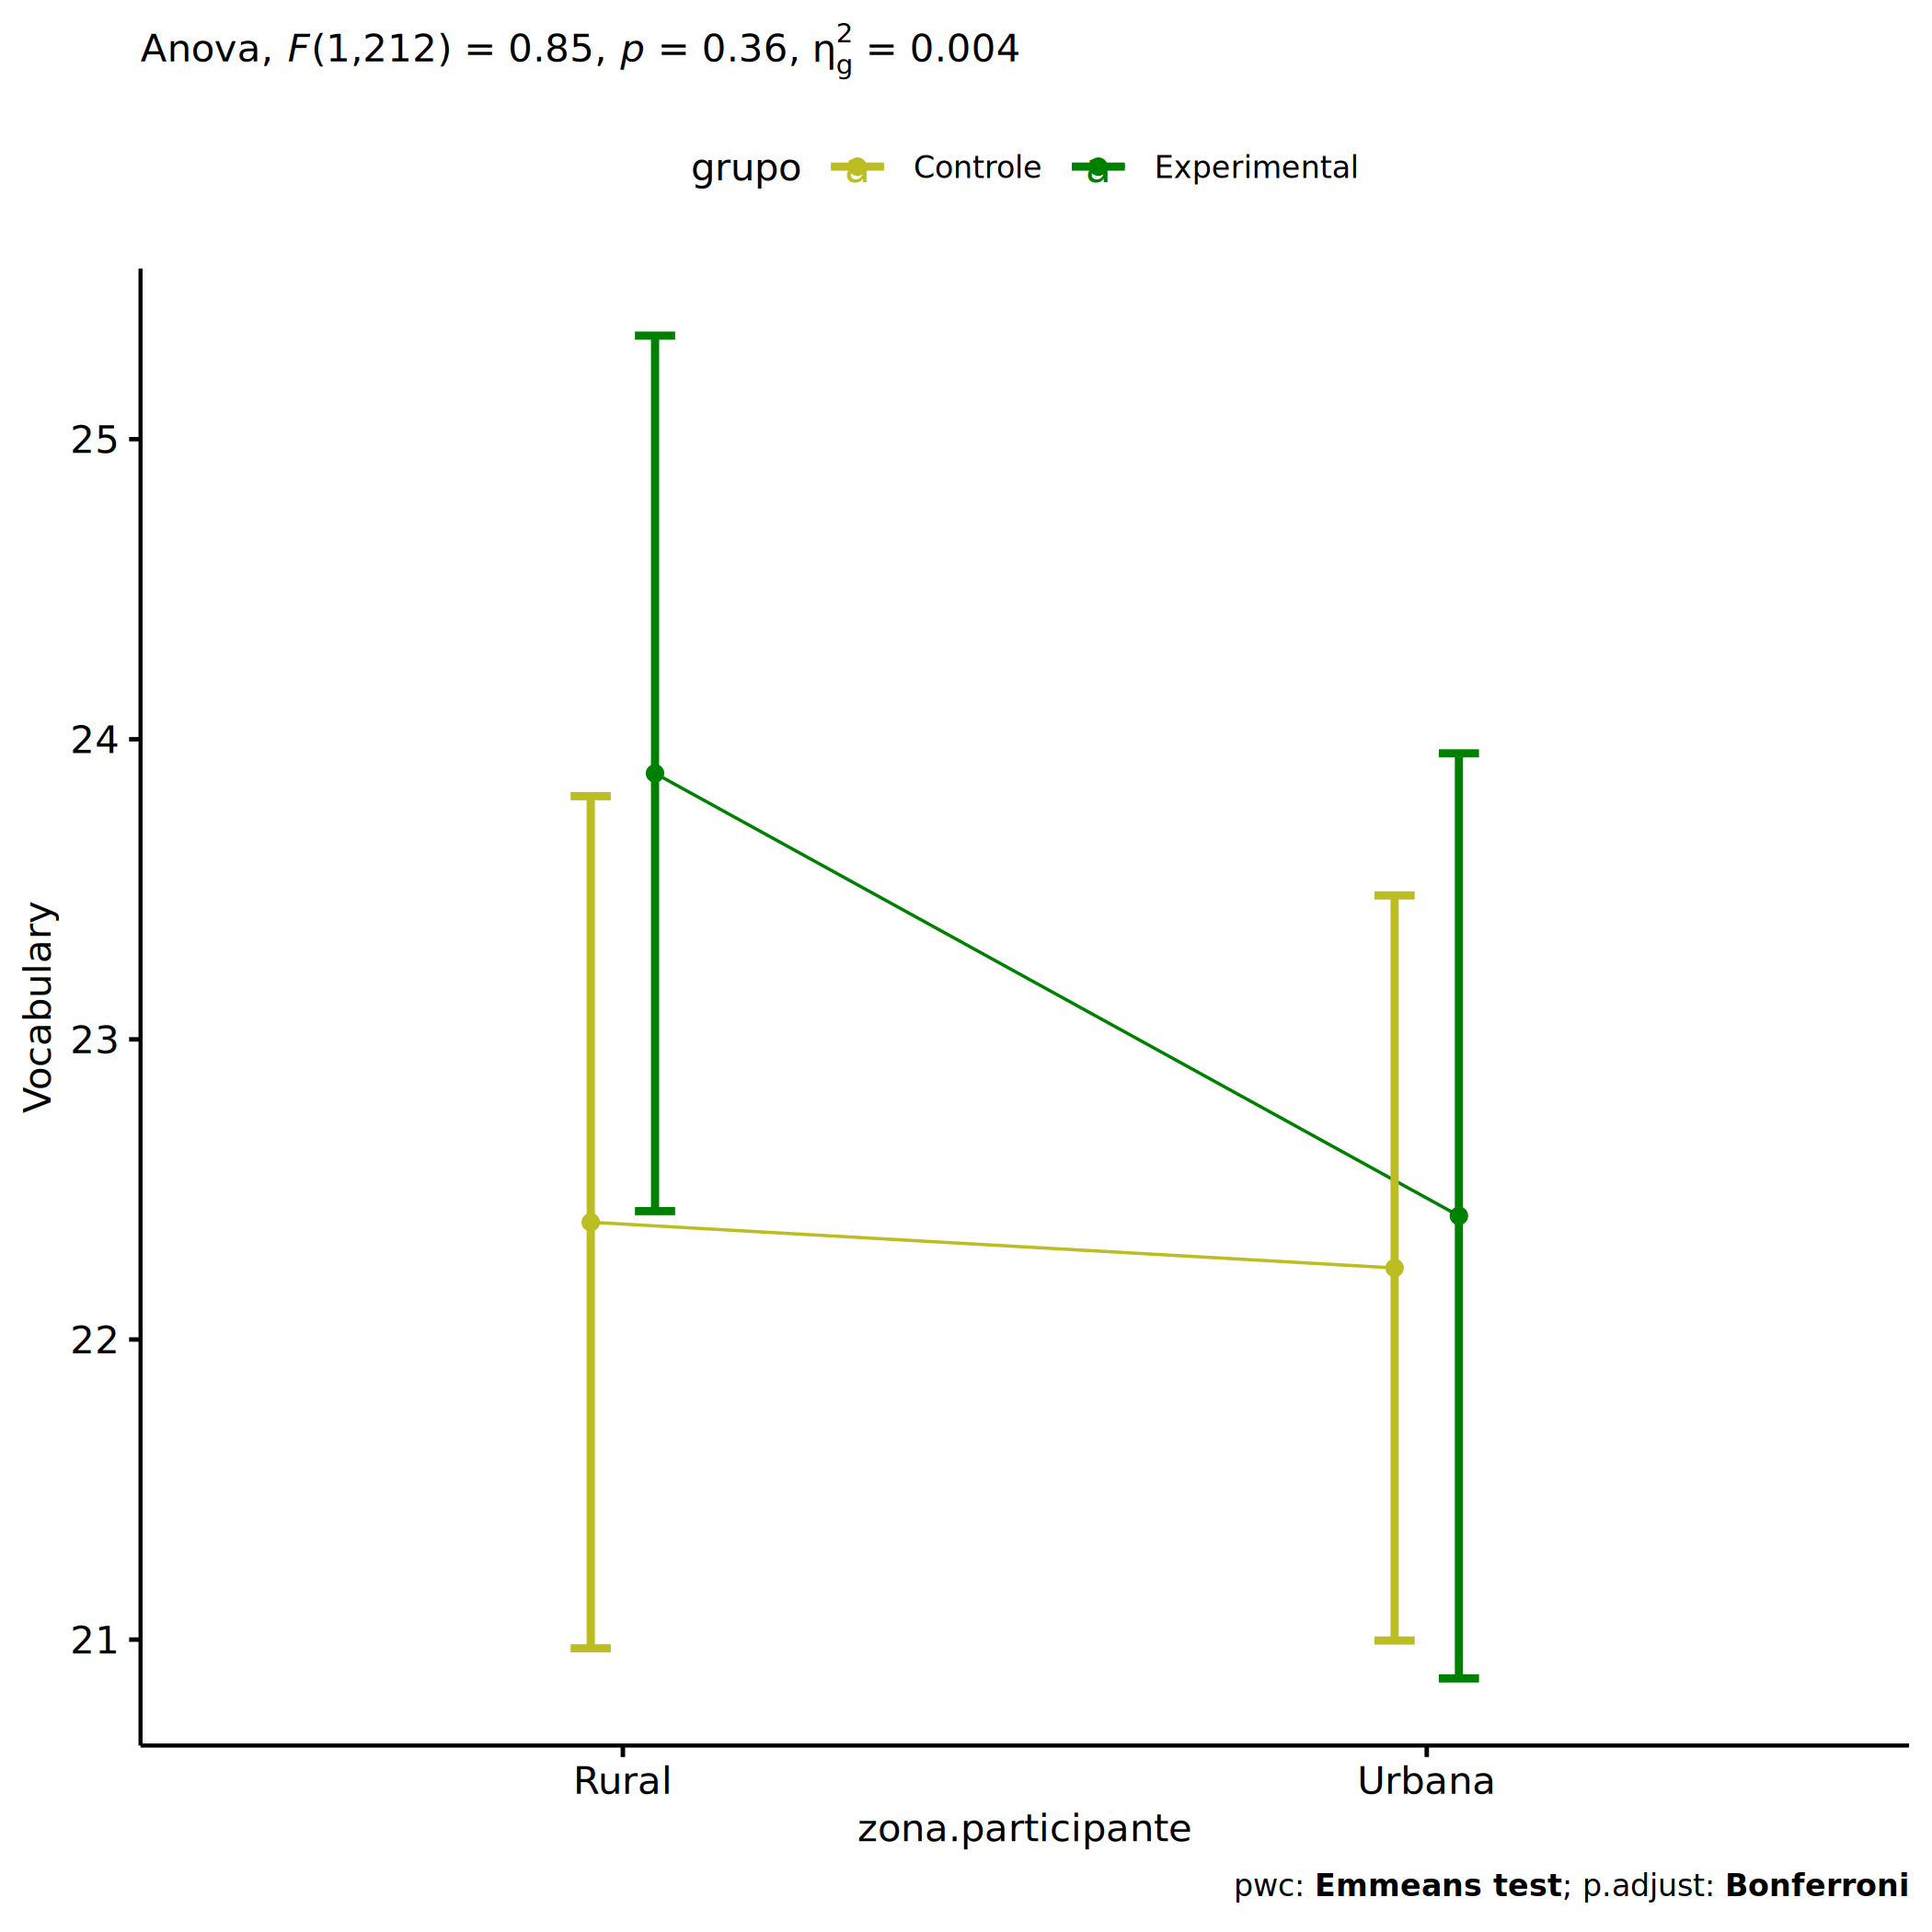 Anova, F(1,212) = 0.85, p = 0.36, η²g = 0.004
grupo Controle Experimental
25
24
23
22
21
Vocabulary
Rural Urbana
zona.participante
pwc: Emmeans test; p.adjust: Bonferroni